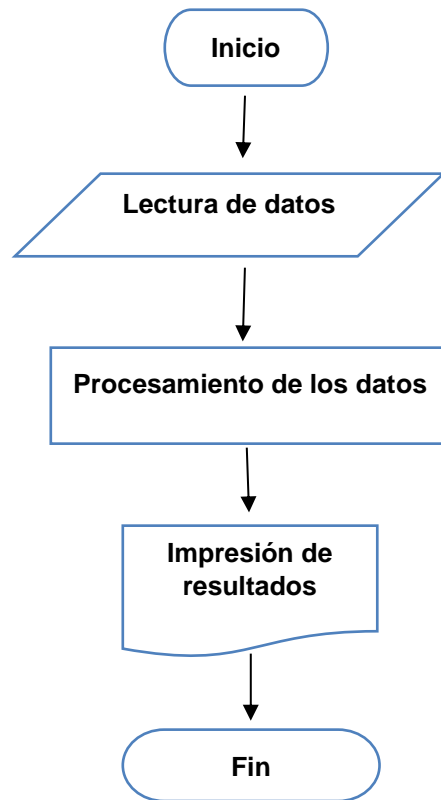 Inicio
Lectura de datos
Procesamiento de los datos
Impresión de
resultados
Fin